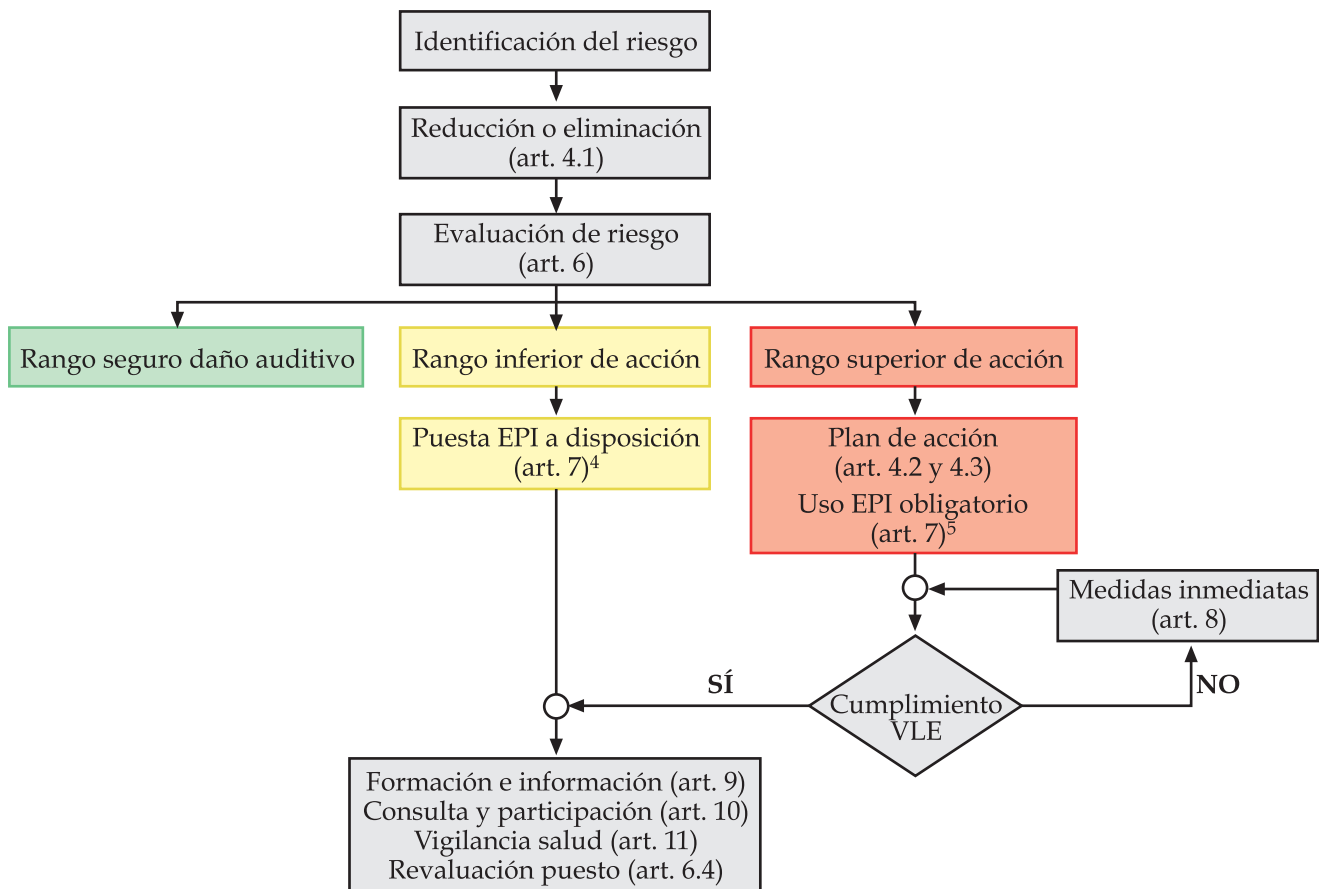 Identificación del riesgo
Reducción o eliminación
(art. 4.1)
Evaluación de riesgo
(art. 6)
Rango seguro daño auditivo
Rango inferior de acción
Rango superior de acción
Puesta EPI a disposición
(art. 7)⁴
Plan de acción
(art. 4.2 y 4.3)
Uso EPI obligatorio
(art. 7)⁵
Medidas inmediatas
(art. 8)
SÍ
NO
Cumplimiento
VLE
Formación e información (art. 9)
Consulta y participación (art. 10)
Vigilancia salud (art. 11)
Revaluación puesto (art. 6.4)